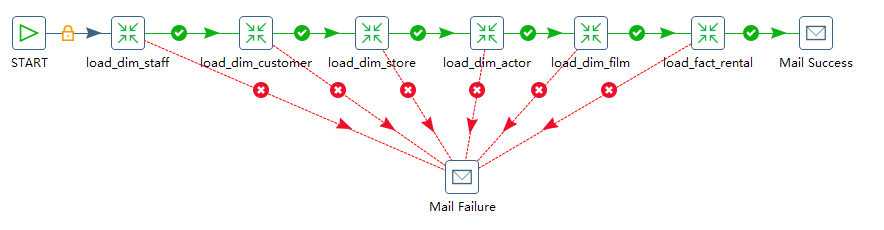 START
load_dim_staff
load_dim_customer
load_dim_store
load_dim_actor
load_dim_film
load_fact_rental
Mail Success
Mail Failure